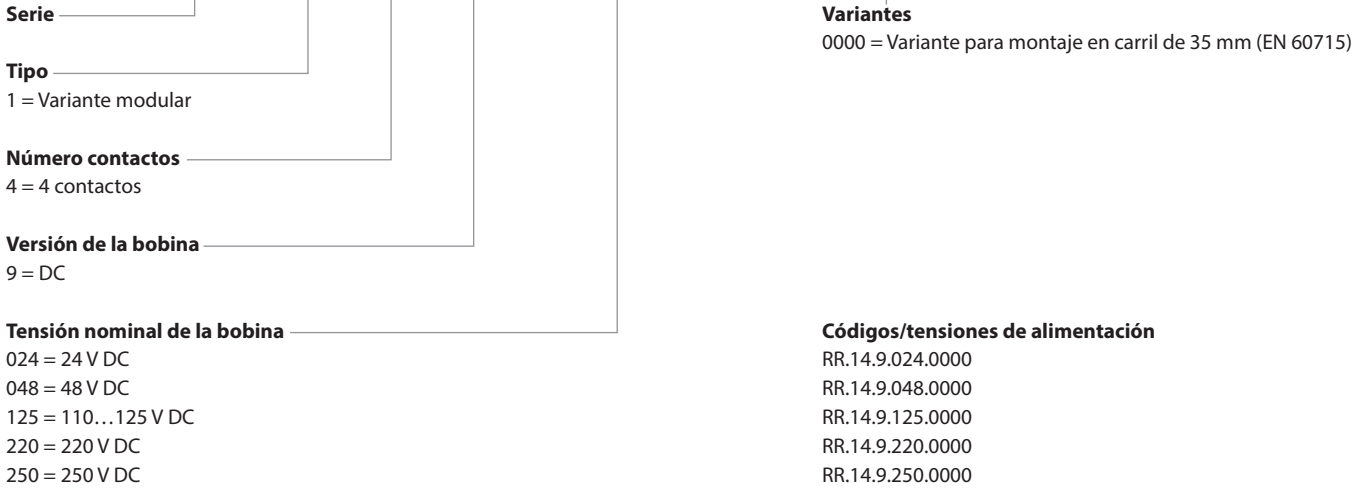 Serie
Tipo
1 = Variante modular
Número contactos
4 = 4 contactos
Versión de la bobina
9 = DC
Tensión nominal de la bobina
024 = 24 V DC
048 = 48 V DC
125 = 110…125 V DC
220 = 220 V DC
250 = 250 V DC
Variantes
0000 = Variante para montaje en carril de 35 mm (EN 60715)
Códigos/tensiones de alimentación
RR.14.9.024.0000
RR.14.9.048.0000
RR.14.9.125.0000
RR.14.9.220.0000
RR.14.9.250.0000